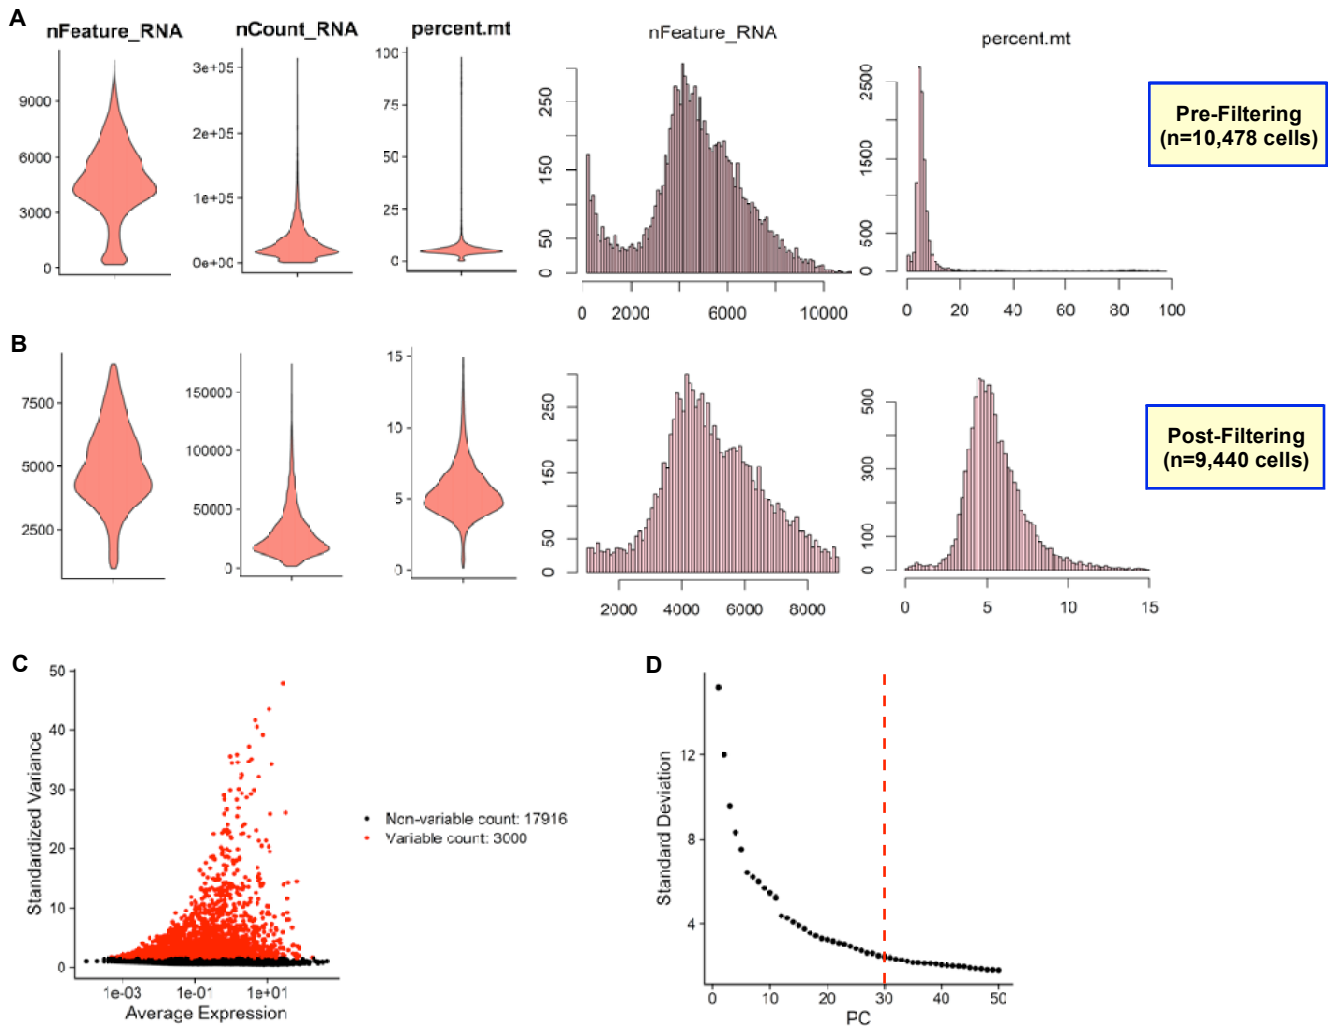 A
nFeature_RNA
nCount_RNA
percent.mt
nFeature_RNA
percent.mt
9000
6000
3000
0
3e+05
2e+05
1e+05
0e+00
100
75
50
25
0
250
150
50
0
0
2000
6000
10000
2500
1500
500
0
0
20
40
60
80
100
Pre-Filtering
(n=10,478 cells)
B
7500
5000
2500
150000
100000
50000
0
15
10
5
0
250
150
50
0
2000
4000
6000
8000
500
300
100
0
0
5
10
15
Post-Filtering
(n=9,440 cells)
C
50
40
30
20
10
0
Standardized Variance
1e-03
1e-01
1e+01
Average Expression
Non-variable count: 17916
Variable count: 3000
D
12
8
4
Standard Deviation
0
10
20
30
40
50
PC